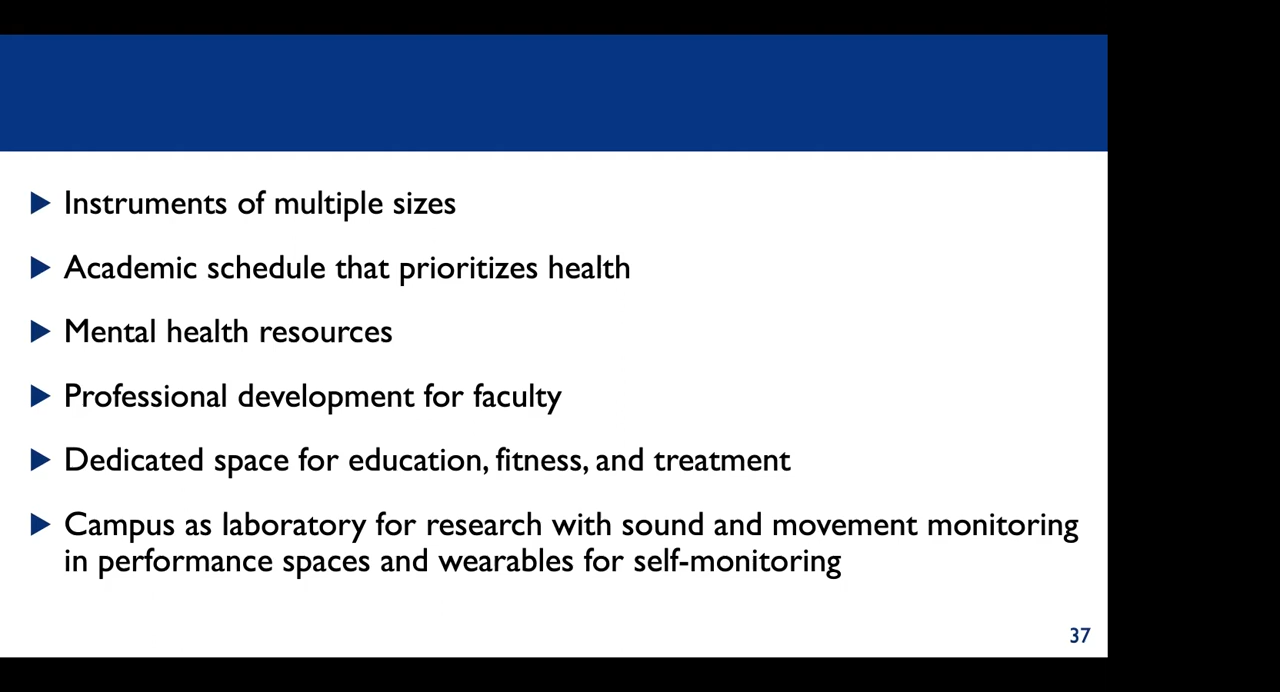 Instruments of multiple sizes
Academic schedule that prioritizes health
Mental health resources
Professional development for faculty
Dedicated space for education, fitness, and treatment
Campus as laboratory for research with sound and movement monitoring
in performance spaces and wearables for self-monitoring
37